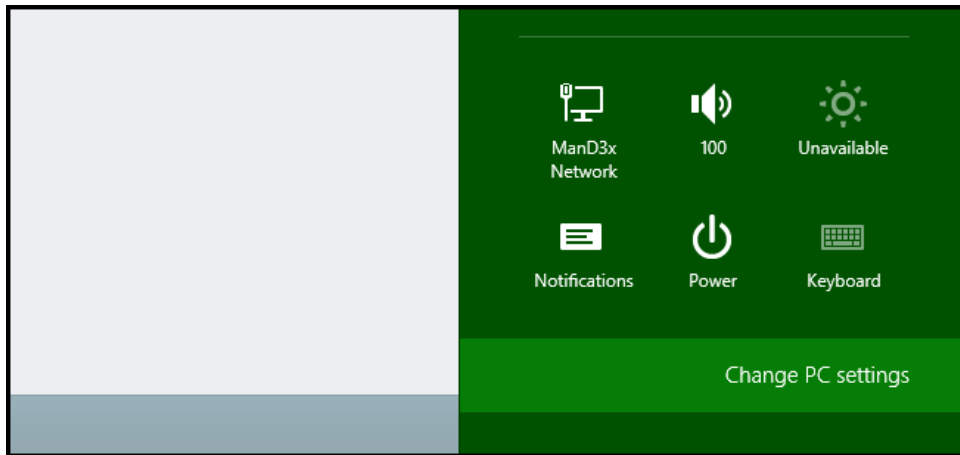 ManD3x
Network
100
Unavailable
Notifications
Power
Keyboard
Change PC settings